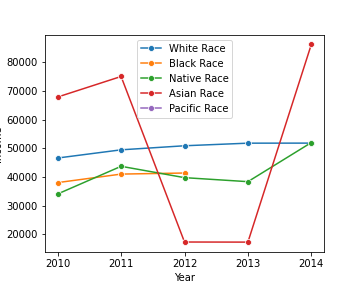 White Race
Black Race
Native Race
Asian Race
Pacific Race
80000
70000
60000
50000
40000
30000
20000
2010
2011
2012
2013
2014
Year